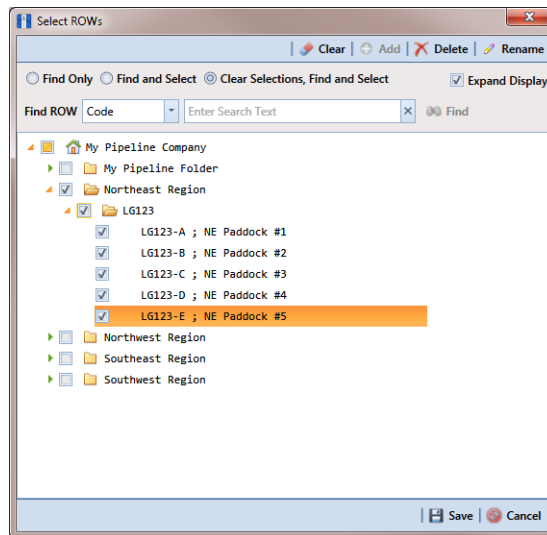 Select ROWs
Clear Add Delete Rename
Find Only Find and Select Clear Selections, Find and Select Expand Display
Find ROW Code Enter Search Text Find
My Pipeline Company
My Pipeline Folder
Northeast Region
LG123
LG123-A ; NE Paddock #1
LG123-B ; NE Paddock #2
LG123-C ; NE Paddock #3
LG123-D ; NE Paddock #4
LG123-E ; NE Paddock #5
Northwest Region
Southeast Region
Southwest Region
Save Cancel